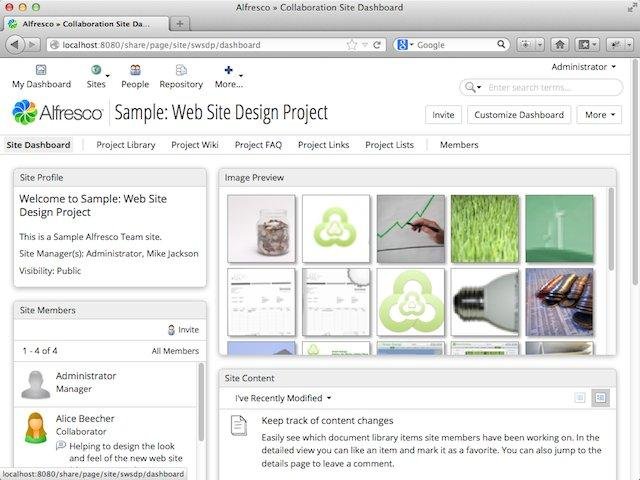 Alfresco » Collaboration Site Dashboard
Alfresco » Collaboration Site Da...
localhost:8080/share/page/site/swsdp/dashboard
Google
Administrator
My Dashboard Sites People Repository More...
Enter search terms...
Alfresco Sample: Web Site Design Project
Invite Customize Dashboard More
Site Dashboard Project Library Project Wiki Project FAQ Project Links Project Lists Members
Site Profile
Welcome to Sample: Web Site
Design Project
This is a Sample Alfresco Team site.
Site Manager(s): Administrator, Mike Jackson
Visibility: Public
Image Preview
Site Members
Invite
1 - 4 of 4 All Members
Administrator
Manager
Alice Beecher
Collaborator
Helping to design the look
and feel of the new web site
Site Content
I've Recently Modified
Keep track of content changes
Easily see which document library items site members have been working on. In the
detailed view you can like an item and mark it as a favorite. You can also jump to the
details page to leave a comment.
localhost:8080/share/page/site/swsdp/dashboard